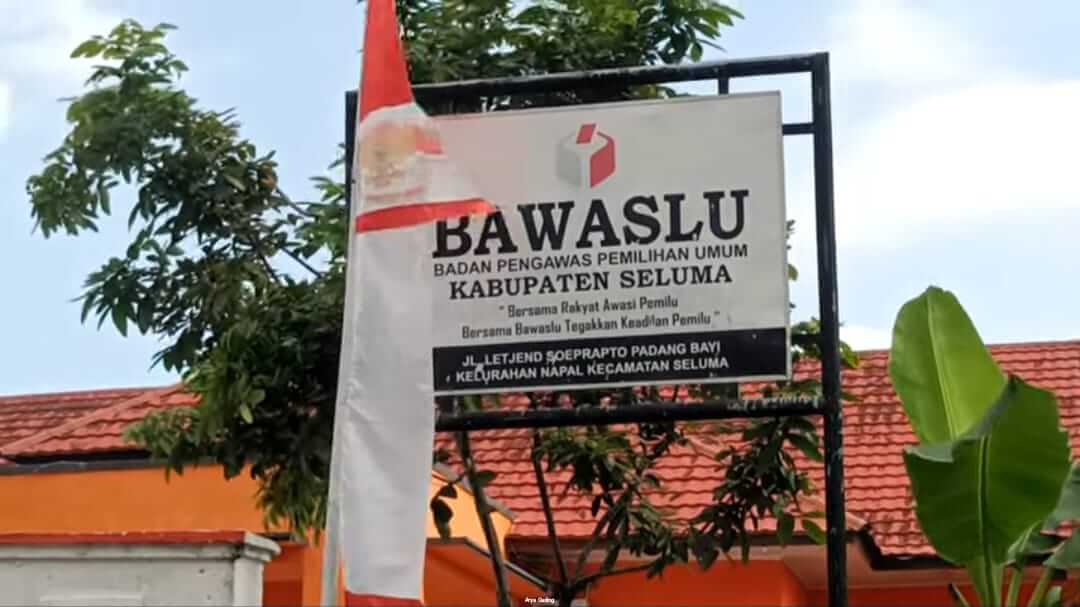 BAWASLU
BADAN PENGAWAS PEMILIHAN UMUM
KABUPATEN SELUMA
" Bersama Rakyat Awasi Pemilu
Bersama Bawaslu Tegakkan Keadilan Pemilu "
JL. LETJEND SOEPRAPTO PADANG BAYI
KELURAHAN NAPAL KECAMATAN SELUMA